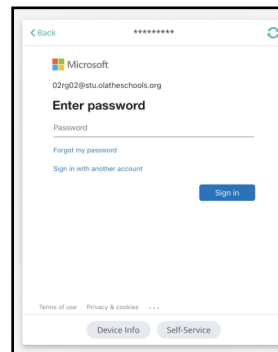 Back *********
Microsoft
02rg02@stu.olatheschools.org
Enter password
Password
Forgot my password
Sign in with another account
Sign in
Terms of use Privacy & cookies ...
Device Info Self-Service